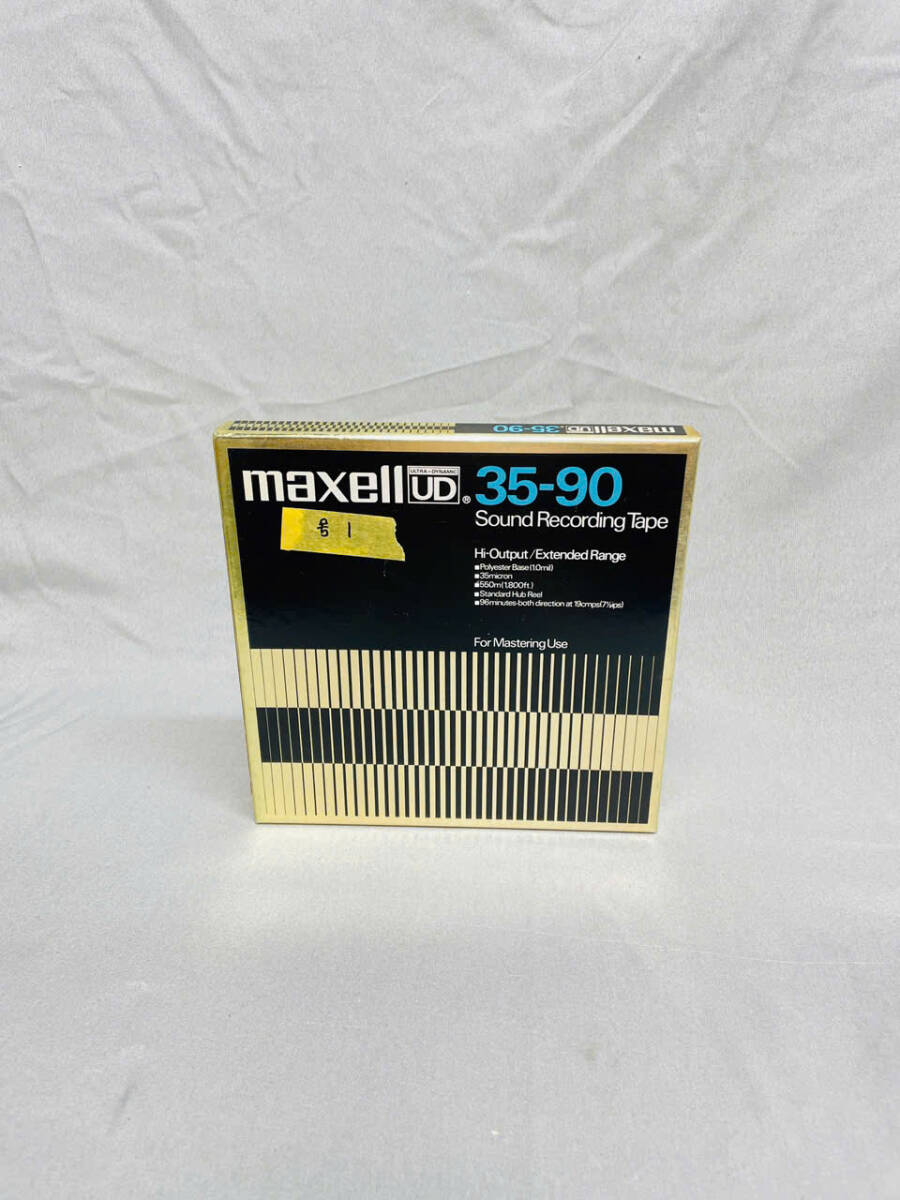 maxell UD 35-90
maxell ULTRA-DYNAMIC UD® 35-90
Sound Recording Tape
1
Hi-Output/Extended Range
■Polyester Base (1.0mil)
■35micron
■550m (1,800ft.)
■Standard Hub Reel
■96minutes-both direction at 19cmps(7½ips)
For Mastering Use